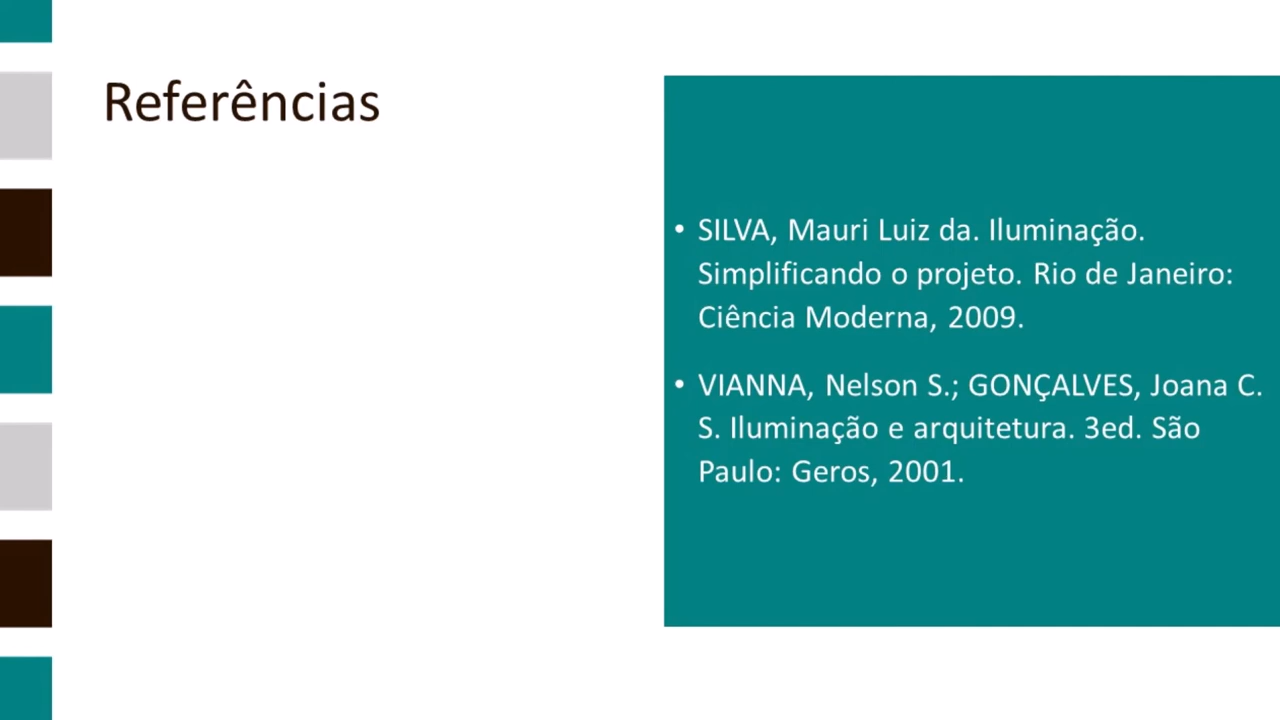 Referências
• SILVA, Mauri Luiz da. Iluminação.
Simplificando o projeto. Rio de Janeiro:
Ciência Moderna, 2009.
• VIANNA, Nelson S.; GONÇALVES, Joana C.
S. Iluminação e arquitetura. 3ed. São
Paulo: Geros, 2001.